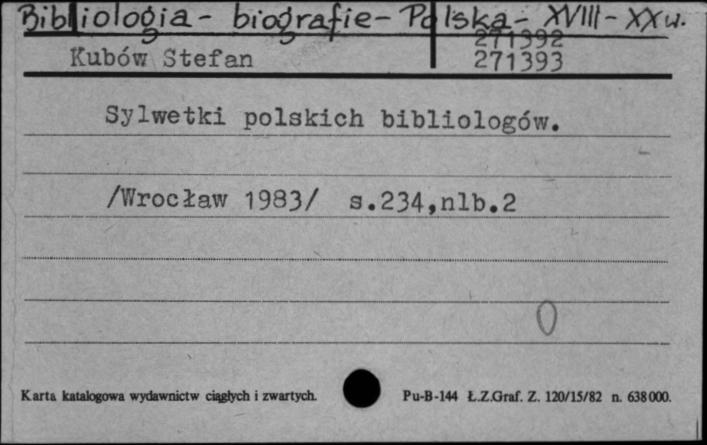 Bibliologia - biografie - Polska - XVIII - XX w.
271392
Kubów Stefan 271393
Sylwetki polskich bibliologów.
/Wrocław 1983/ s.234,nlb.2
0
Karta katalogowa wydawnictw ciągłych i zwartych. Pu-B-144 Ł.Z.Graf. Z. 120/15/82 n. 638000.